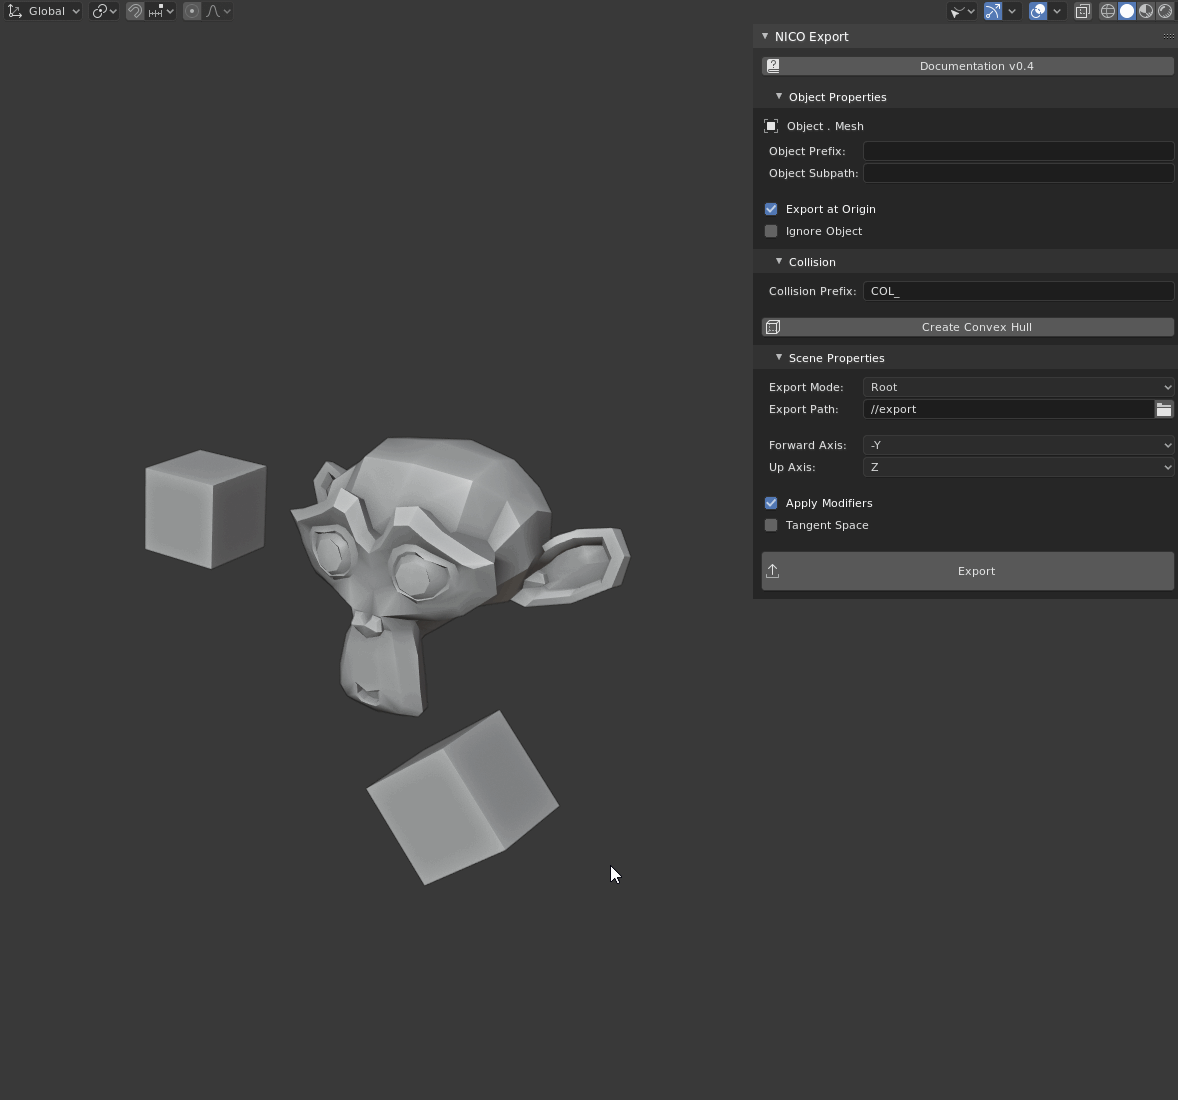 Global
NICO Export
Documentation v0.4
Object Properties
Object . Mesh
Object Prefix:
Object Subpath:
Export at Origin
Ignore Object
Collision
Collision Prefix: COL_
Create Convex Hull
Scene Properties
Export Mode: Root
Export Path: //export
Forward Axis: -Y
Up Axis: Z
Apply Modifiers
Tangent Space
Export